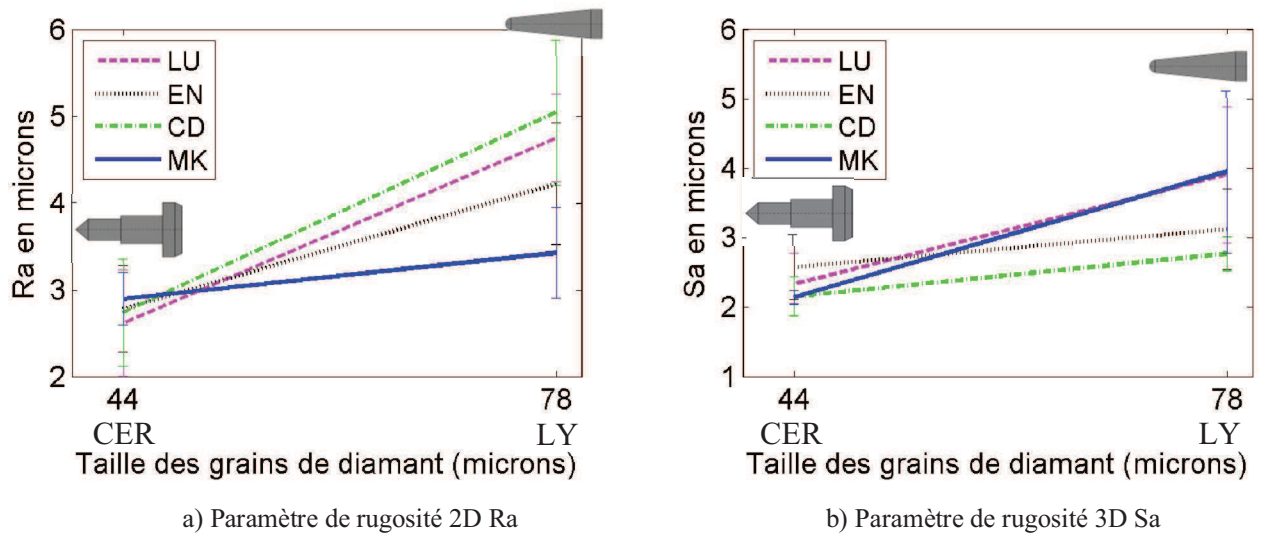 6
5
4
3
2
Ra en microns
LU
EN
CD
MK
44
78
CER
LY
Taille des grains de diamant (microns)
a) Paramètre de rugosité 2D Ra
6
5
4
3
2
1
Sa en microns
LU
EN
CD
MK
44
78
CER
LY
Taille des grains de diamant (microns)
b) Paramètre de rugosité 3D Sa